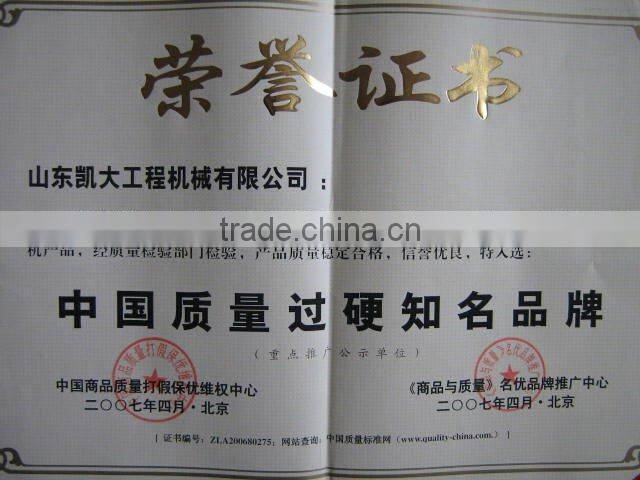 荣誉证书
山东凯大工程机械有限公司：
trade.china.cn
机产品，经质量检验部门检验，产品质量稳定合格，信誉优良，特入选：
中国质量过硬知名品牌
（重点推广公示单位）
中国商品质量打假保优维权中心
二〇〇七年四月·北京
《商品与质量》名优品牌推广中心
二〇〇七年四月·北京
[ 证书编号：ZLA200680275；网站查询：中国质量标准网（www.quality-china.com.）]